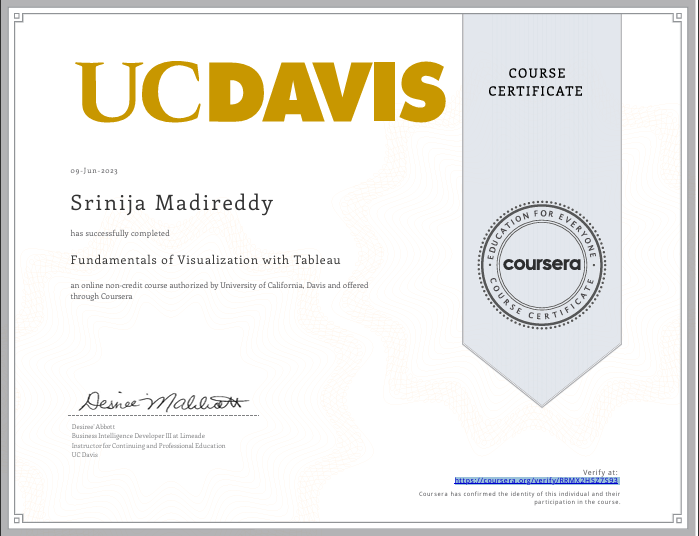 UCDAVIS
COURSE
CERTIFICATE
09-Jun-2023
Srinija Madireddy
has successfully completed
Fundamentals of Visualization with Tableau
an online non-credit course authorized by University of California, Davis and offered
through Coursera
EDUCATION FOR EVERYONE
coursera
COURSE CERTIFICATE
Desiree' Abbott
Business Intelligence Developer III at Limeade
Instructor for Continuing and Professional Education
UC Davis
Verify at:
https://coursera.org/verify/RRMX2HSZ7S93
Coursera has confirmed the identity of this individual and their
participation in the course.